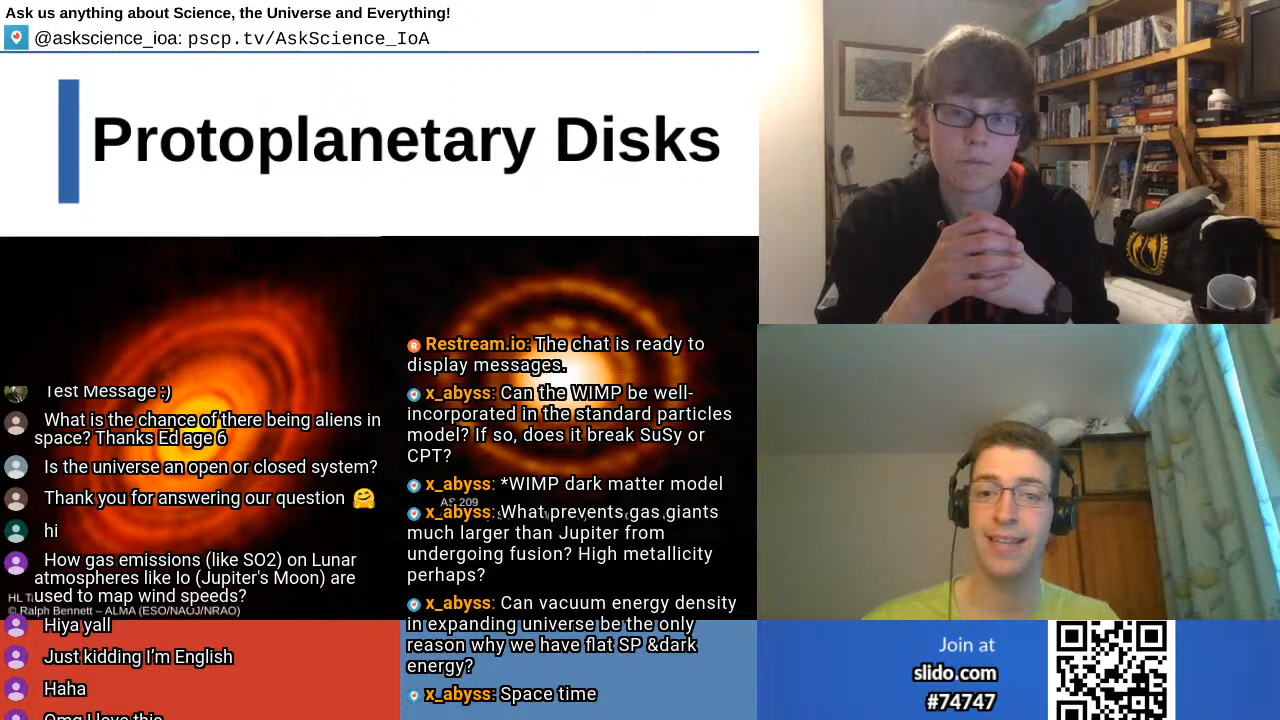 Ask us anything about Science, the Universe and Everything!
@askscience_ioa: pscp.tv/AskScience_IoA
Protoplanetary Disks
Test Message :)
What is the chance of there being aliens in
space? Thanks Ed age 6
Is the universe an open or closed system?
Thank you for answering our question 🤗
hi
How gas emissions (like SO2) on Lunar
atmospheres like Io (Jupiter's Moon) are
used to map wind speeds?
HL
© Ralph Bennett – ALMA (ESO/NAOJ/NRAO)
Hiya yall
Just kidding I'm English
Haha
Omg I love this
Restream.io: The chat is ready to
display messages.
x_abyss: Can the WIMP be well-
incorporated in the standard particles
model? If so, does it break SuSy or
CPT?
x_abyss: *WIMP dark matter model
AS 209
x_abyss: What prevents gas giants
much larger than Jupiter from
undergoing fusion? High metallicity
perhaps?
x_abyss: Can vacuum energy density
in expanding universe be the only
reason why we have flat SP &dark
energy?
x_abyss: Space time
Join at
slido.com
#74747